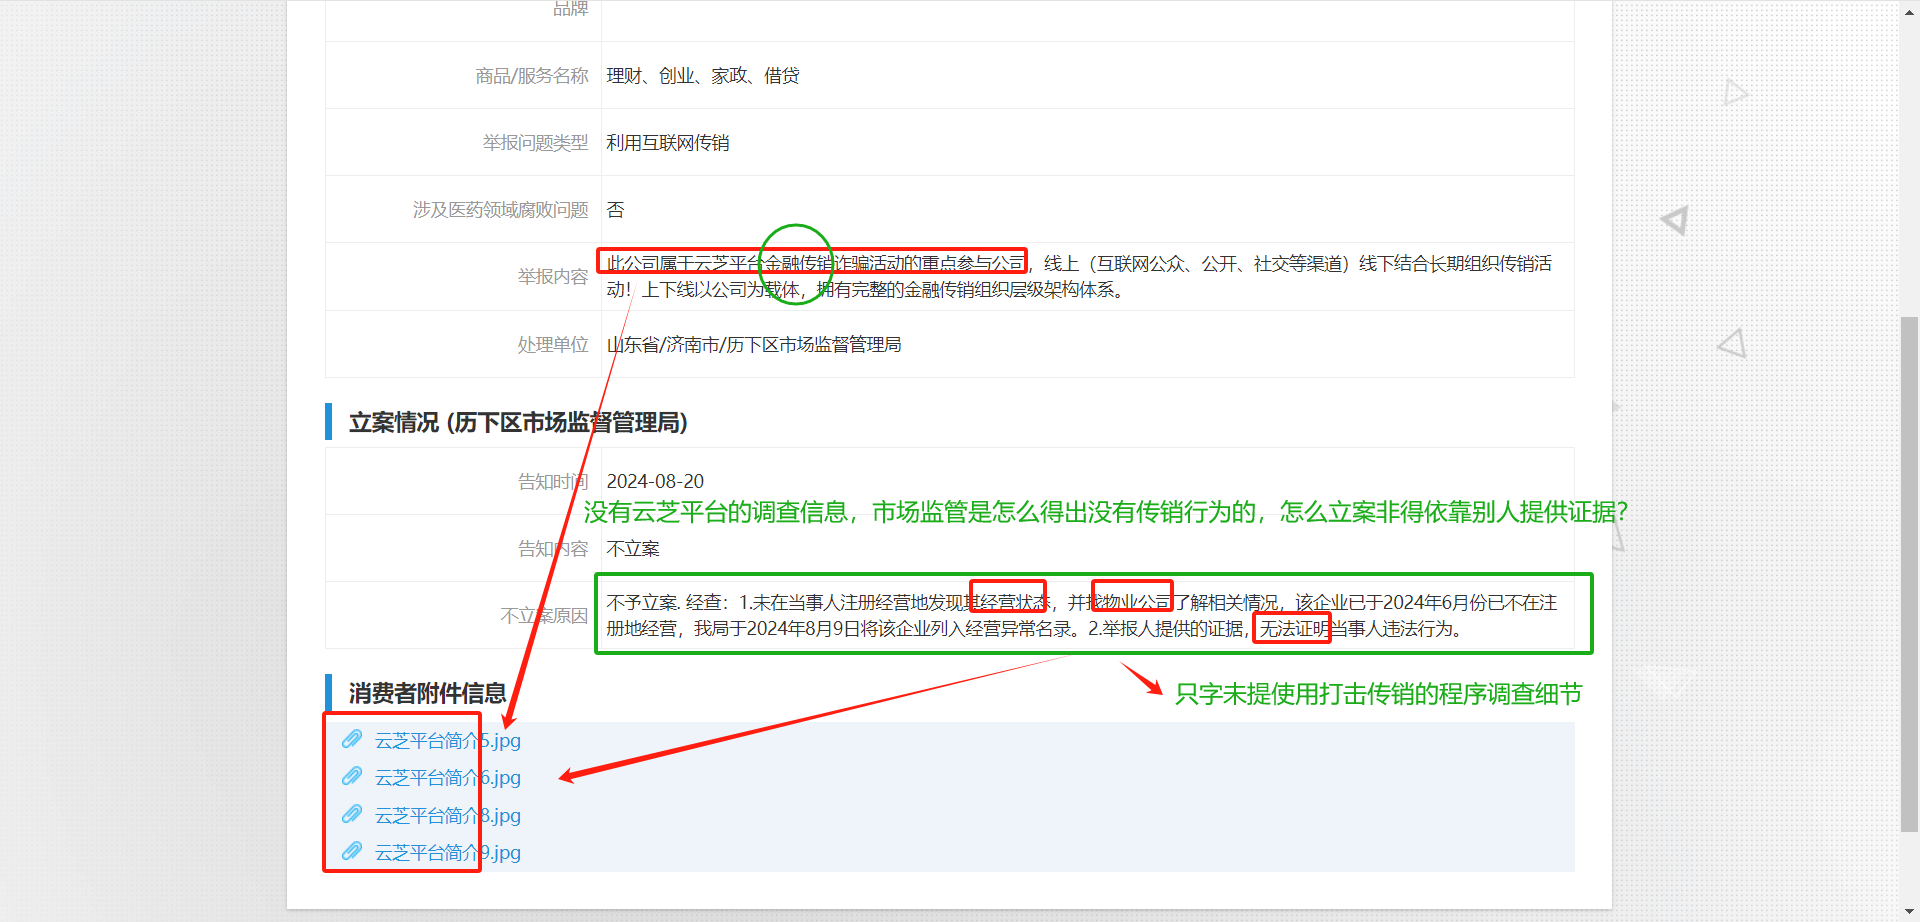 品牌
商品/服务名称 理财、创业、家政、借贷
举报问题类型 利用互联网传销
涉及医药领域腐败问题 否
举报内容 此公司属于云芝平台金融传销诈骗活动的重点参与公司，线上（互联网公众、公开、社交等渠道）线下结合长期组织传销活
动！上下线以公司为载体，拥有完整的金融传销组织层级架构体系。
处理单位 山东省/济南市/历下区市场监督管理局
立案情况 (历下区市场监督管理局)
告知时间 2024-08-20
没有云芝平台的调查信息，市场监管是怎么得出没有传销行为的，怎么立案非得依靠别人提供证据？
告知内容 不立案
不立案原因 不予立案. 经查：1.未在当事人注册经营地发现其经营状态，并找物业公司了解相关情况，该企业已于2024年6月份已不在注
册地经营，我局于2024年8月9日将该企业列入经营异常名录。2.举报人提供的证据，无法证明当事人违法行为。
消费者附件信息
只字未提使用打击传销的程序调查细节
云芝平台简介5.jpg
云芝平台简介6.jpg
云芝平台简介8.jpg
云芝平台简介9.jpg